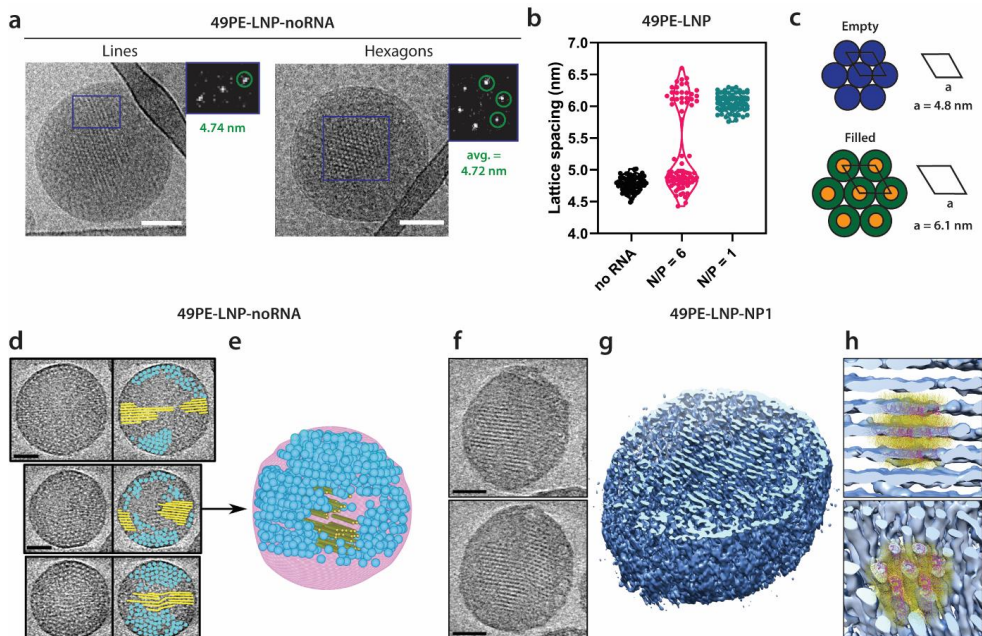 a
49PE-LNP-noRNA
Lines
Hexagons
4.74 nm
avg. =
4.72 nm
b
49PE-LNP
Lattice spacing (nm)
7.0
6.5
6.0
5.5
5.0
4.5
4.0
no RNA
N/P = 6
N/P = 1
c
Empty
a
a = 4.8 nm
Filled
a
a = 6.1 nm
49PE-LNP-noRNA
d
e
49PE-LNP-NP1
f
g
h